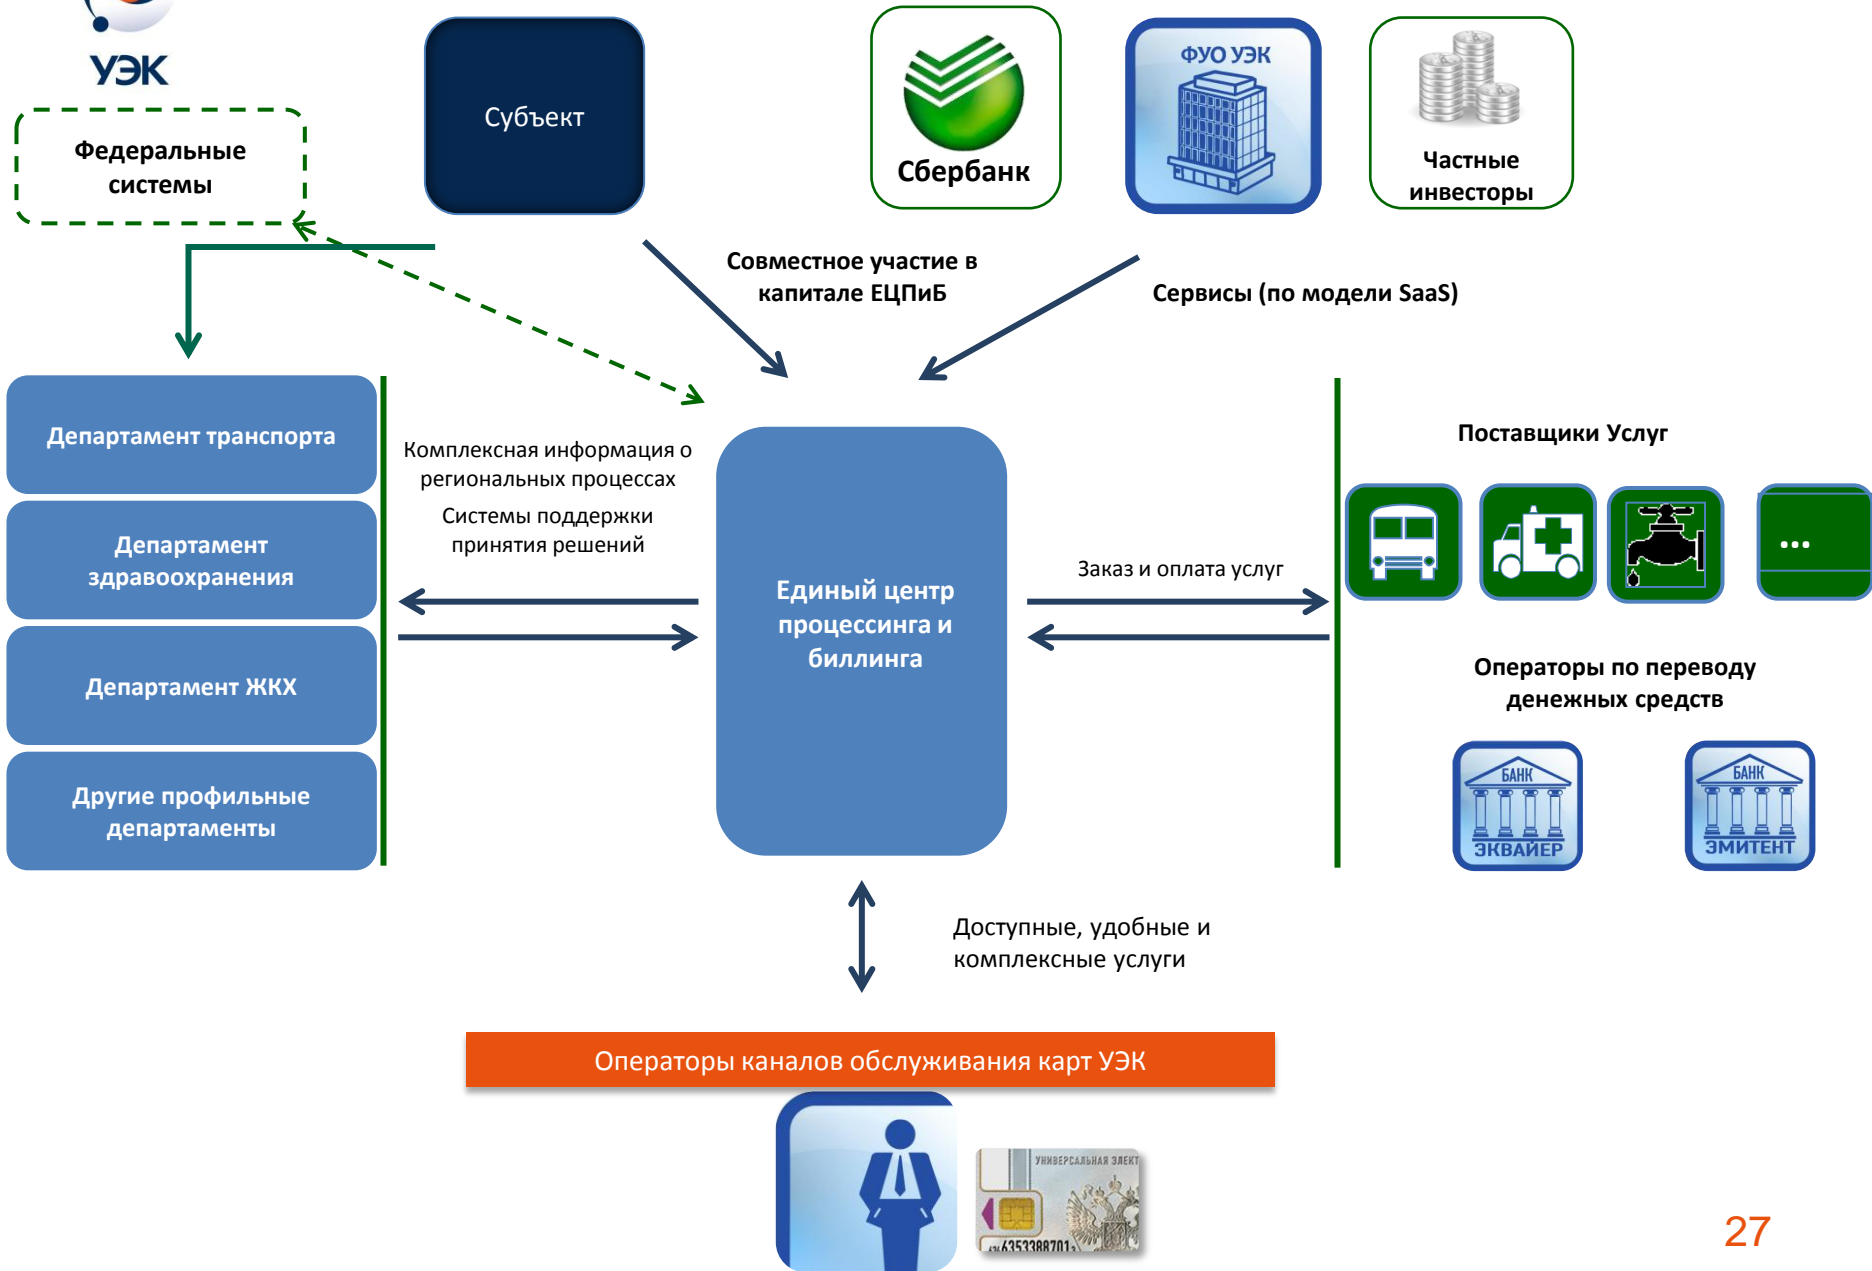 УЭК
Федеральные
системы
Субъект
Сбербанк
ФУО УЭК
Частные
инвесторы
Совместное участие в
капитале ЕЦПиБ
Сервисы (по модели SaaS)
Департамент транспорта
Департамент
здравоохранения
Департамент ЖКХ
Другие профильные
департаменты
Комплексная информация о
региональных процессах
Системы поддержки
принятия решений
Единый центр
процессинга и
биллинга
Заказ и оплата услуг
Поставщики Услуг
...
Операторы по переводу
денежных средств
БАНК
ЭКВАЙЕР
БАНК
ЭМИТЕНТ
Доступные, удобные и
комплексные услуги
Операторы каналов обслуживания карт УЭК
УНИВЕРСАЛЬНАЯ ЭЛЕКТ
6353388701
27